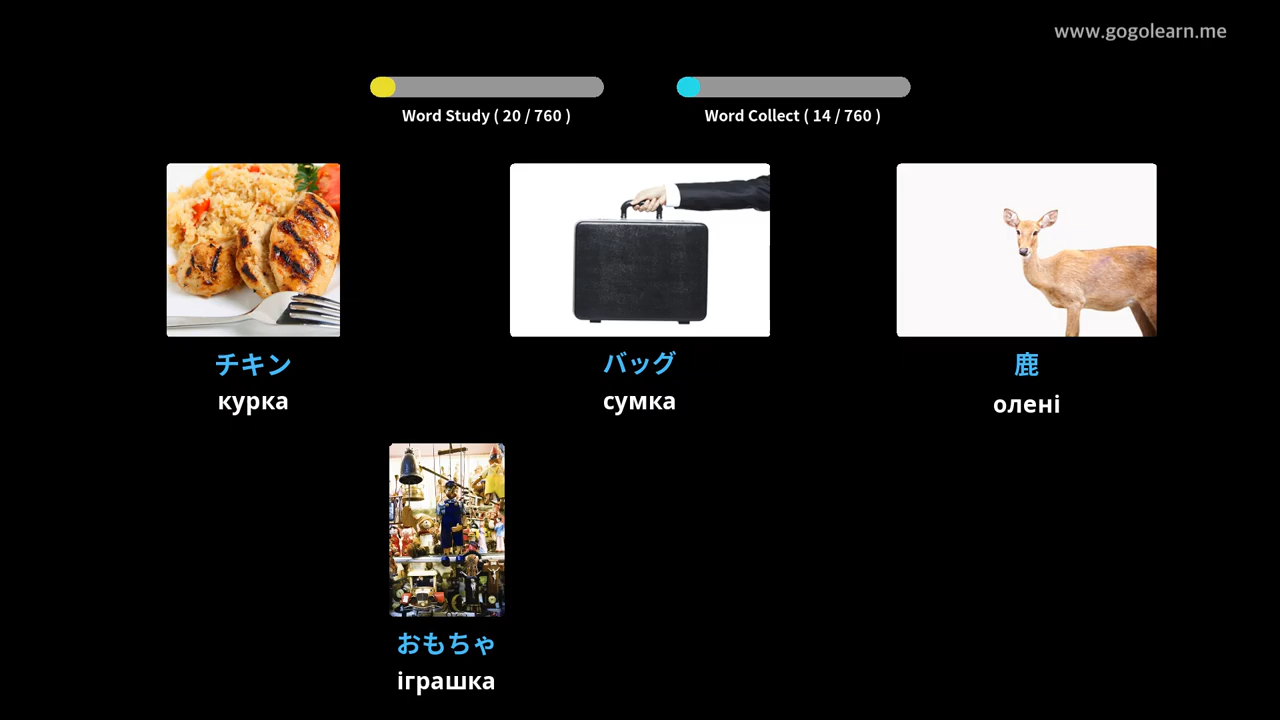 www.gogolearn.me
Word Study ( 20 / 760 )
Word Collect ( 14 / 760 )
チキン
курка
バッグ
сумка
鹿
олені
おもちゃ
іграшка